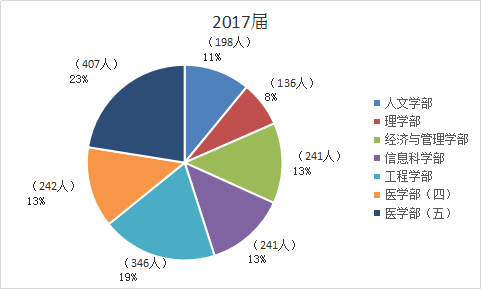 2017届
（198人）
11%
（136人）
8%
（241人）
13%
（241人）
13%
（346人）
19%
（242人）
13%
（407人）
23%
人文学部
理学部
经济与管理学部
信息科学部
工程学部
医学部（四）
医学部（五）